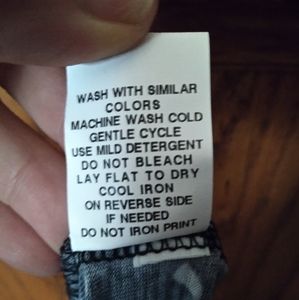 WASH WITH SIMILAR
COLORS
MACHINE WASH COLD
GENTLE CYCLE
USE MILD DETERGENT
DO NOT BLEACH
LAY FLAT TO DRY
COOL IRON
ON REVERSE SIDE
IF NEEDED
DO NOT IRON PRINT